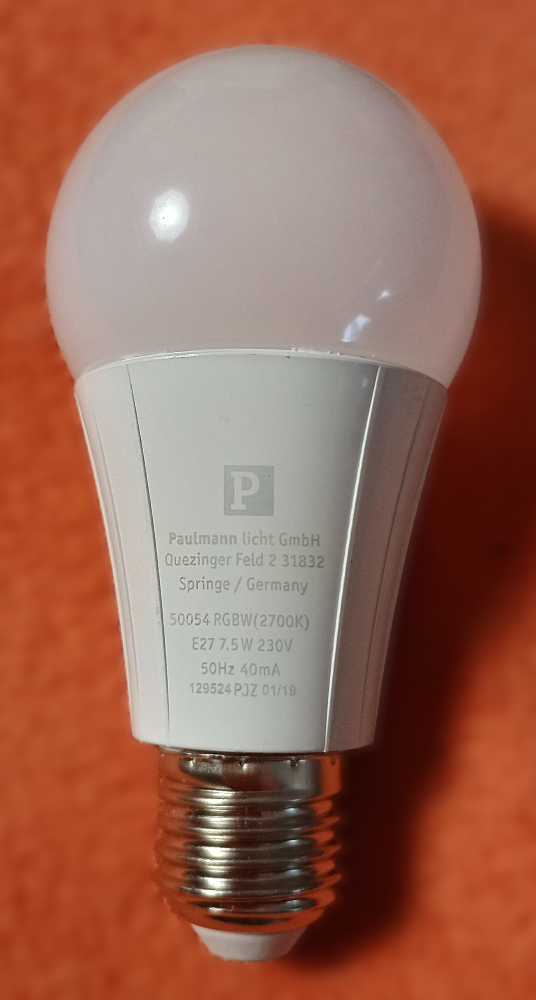 P
Paulmann licht GmbH
Quezinger Feld 2 31832
Springe / Germany
50054 RGBW(2700K)
E27 7.5W 230V
50Hz 40mA
129524 PJZ 01/19